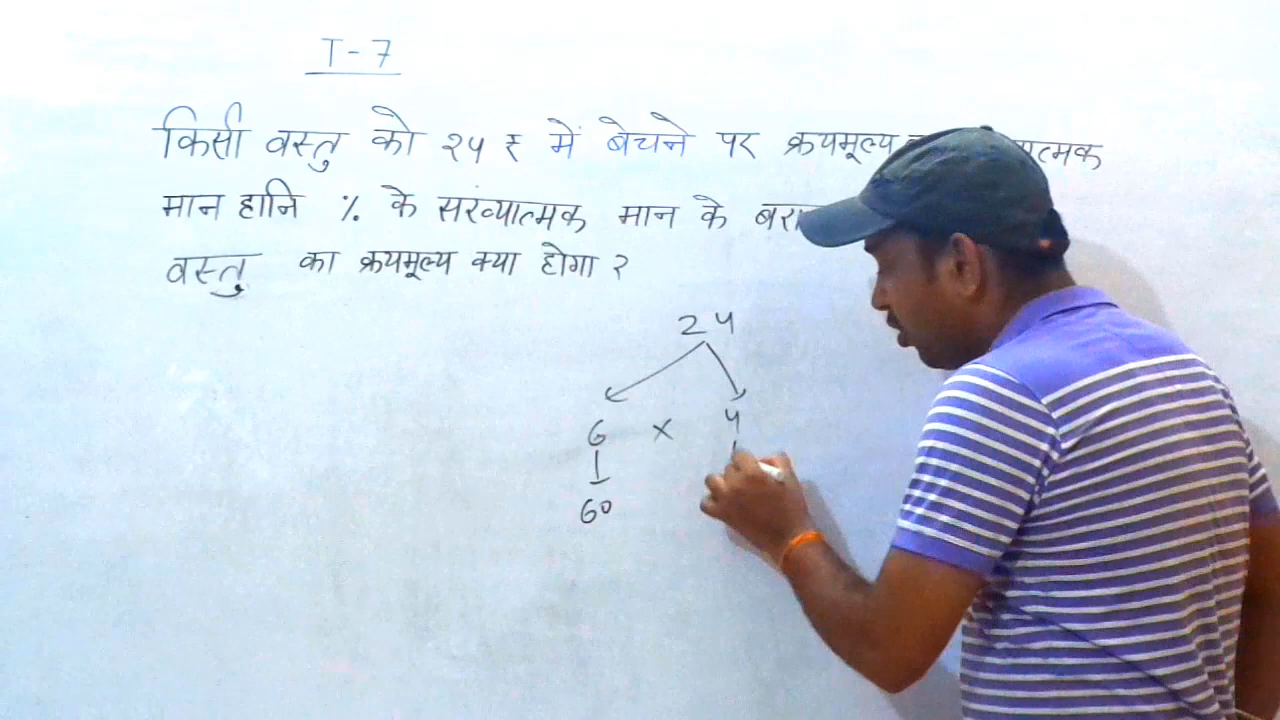 T - 7
किसी वस्तु को २५ ₹ में बेचने पर क्रयमूल्य
मान हानि % के संख्यात्मक मान के
वस्तु का क्रयमूल्य क्या होगा ?
24
6 x 4
60